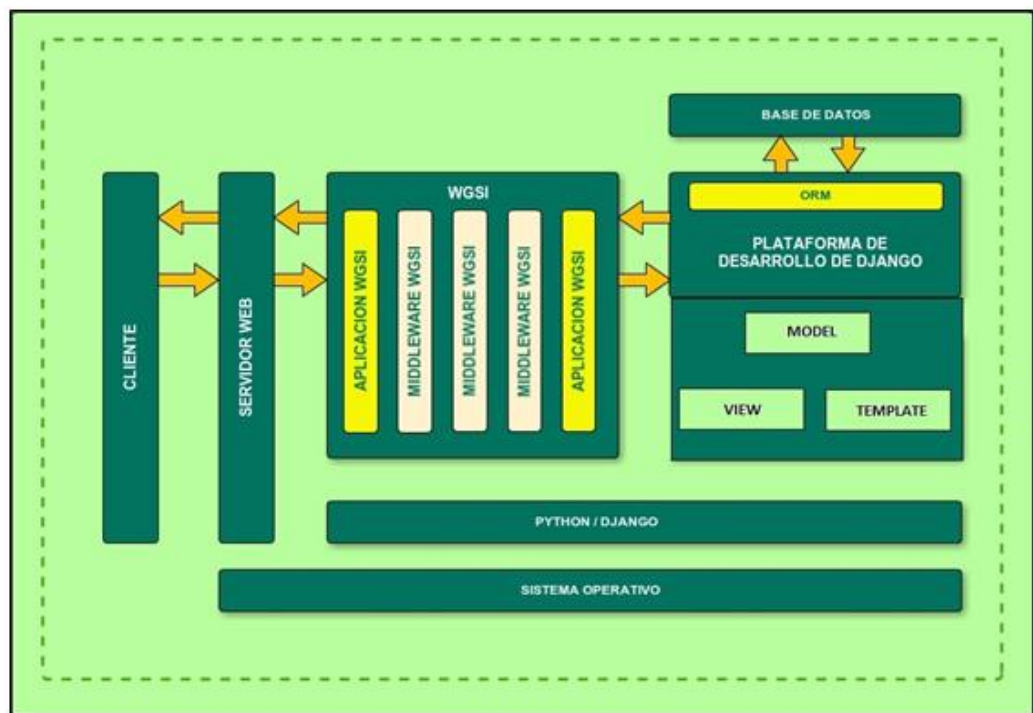 BASE DE DATOS
ORM
PLATAFORMA DE
DESARROLLO DE DJANGO
MODEL
VIEW
TEMPLATE
WGSI
APLICACION WGSI
MIDDLEWARE WGSI
MIDDLEWARE WGSI
MIDDLEWARE WGSI
APLICACION WGSI
CLIENTE
SERVIDOR WEB
PYTHON / DJANGO
SISTEMA OPERATIVO